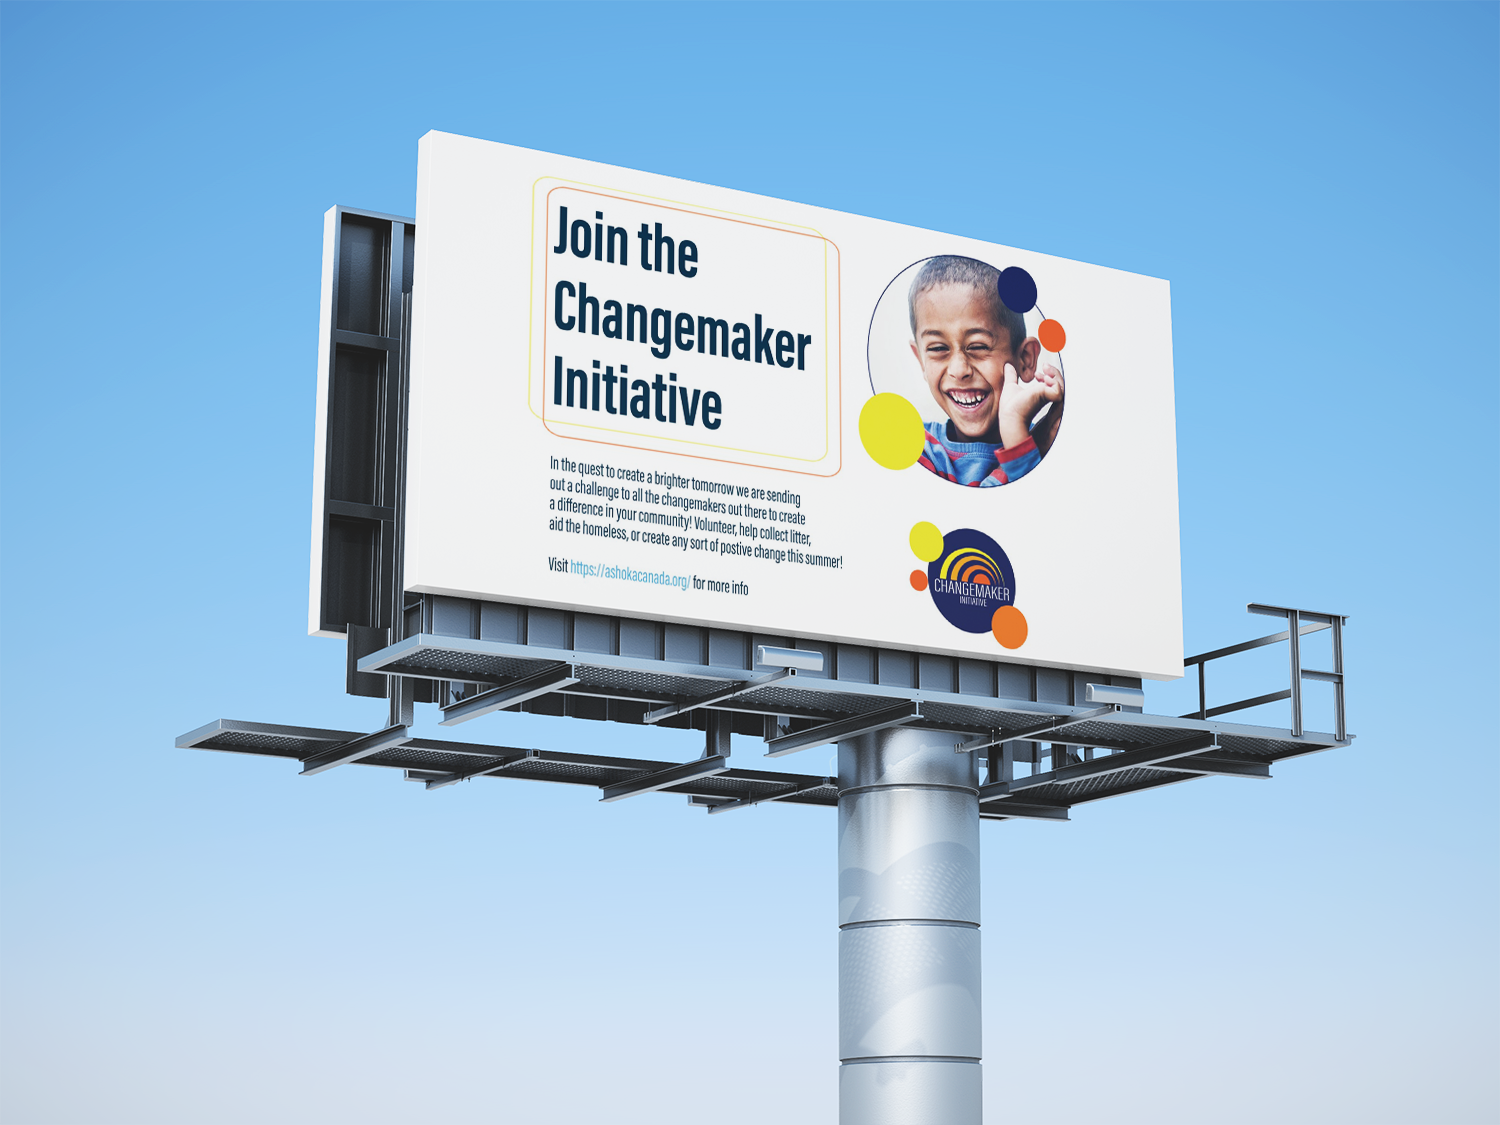 Join the
Changemaker
Initiative
In the quest to create a brighter tomorrow we are sending
out a challenge to all the changemakers out there to create
a difference in your community! Volunteer, help collect litter,
aid the homeless, or create any sort of postive change this summer!
Visit https://ashokacanada.org/ for more info
CHANGEMAKER
INITIATIVE